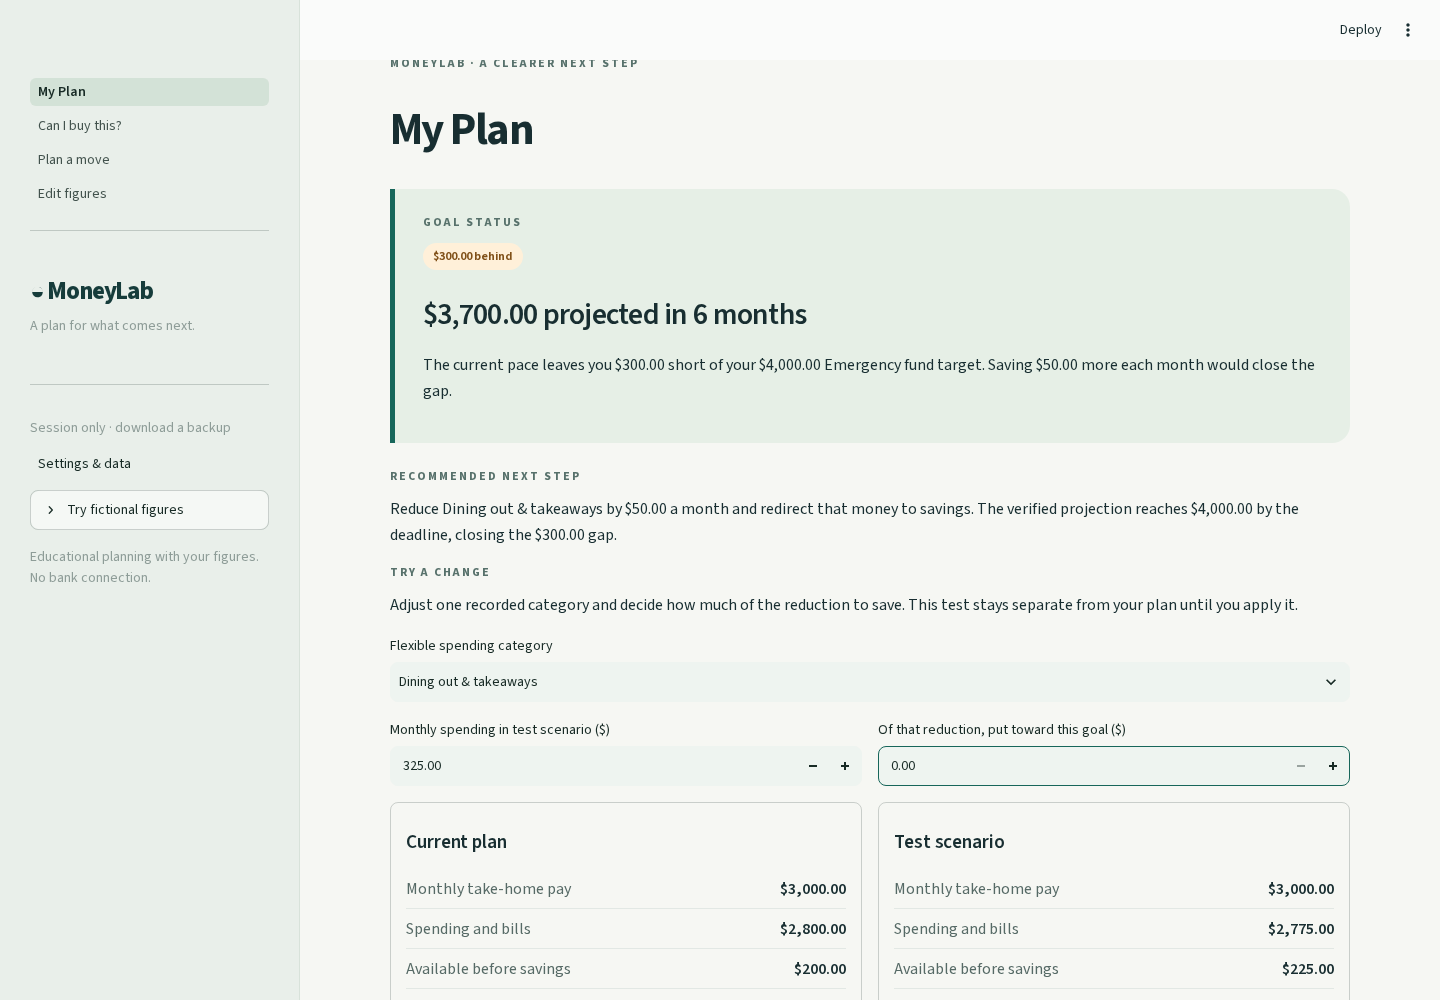 Deploy
My Plan
Can I buy this?
Plan a move
Edit figures
MoneyLab
A plan for what comes next.
Session only · download a backup
Settings & data
Try fictional figures
Educational planning with your figures.
No bank connection.
MONEYLAB · A CLEARER NEXT STEP
My Plan
GOAL STATUS
$300.00 behind
$3,700.00 projected in 6 months
The current pace leaves you $300.00 short of your $4,000.00 Emergency fund target. Saving $50.00 more each month would close the
gap.
RECOMMENDED NEXT STEP
Reduce Dining out & takeaways by $50.00 a month and redirect that money to savings. The verified projection reaches $4,000.00 by the
deadline, closing the $300.00 gap.
TRY A CHANGE
Adjust one recorded category and decide how much of the reduction to save. This test stays separate from your plan until you apply it.
Flexible spending category
Dining out & takeaways
Monthly spending in test scenario ($)
325.00
Of that reduction, put toward this goal ($)
0.00
Current plan
Monthly take-home pay $3,000.00
Spending and bills $2,800.00
Available before savings $200.00
Test scenario
Monthly take-home pay $3,000.00
Spending and bills $2,775.00
Available before savings $225.00